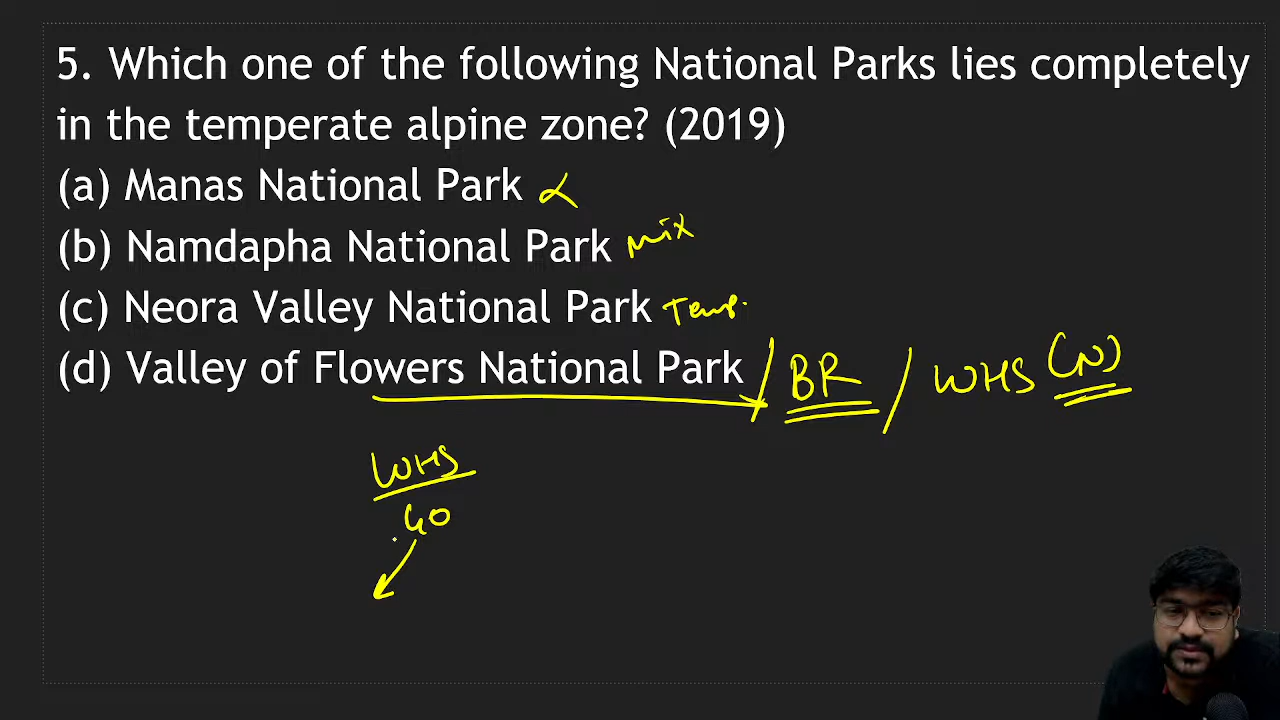 5. Which one of the following National Parks lies completely
in the temperate alpine zone? (2019)
(a) Manas National Park
(b) Namdapha National Park Mix
(c) Neora Valley National Park Temp.
(d) Valley of Flowers National Park / BR / WHS (N)
WHS
40